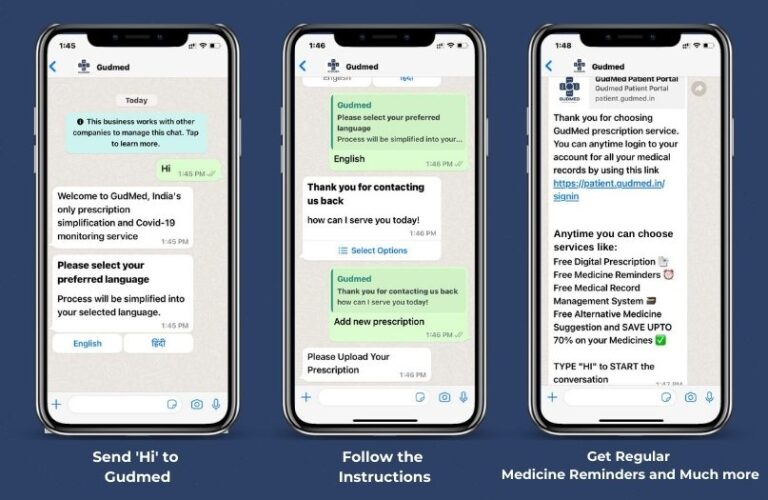 1:45
Gudmed
Today
This business works with other
companies to manage this chat. Tap
to learn more.
Hi
1:45 PM
Welcome to GudMed, India's
only prescription
simplification and Covid-19
monitoring service
1:45 PM
Please select your
preferred language
Process will be simplified into
your selected language.
1:45 PM
English
हिंदी
Send 'Hi' to
Gudmed
1:46
Gudmed
English
हिंदी
Gudmed
Please select your preferred
language
Process will be simplified into your...
English
1:46 PM
Thank you for contacting
us back
how can I serve you today!
1:46 PM
Select Options
Gudmed
Thank you for contacting us back
how can I serve you today!
Add new prescription
1:46 PM
Please Upload Your
Prescription
1:46 PM
Follow the
Instructions
1:48
Gudmed
GUDMED
GudMed Patient Portal
Gudmed Patient Portal
patient.gudmed.in
Thank you for choosing
GudMed prescription service.
You can anytime login to your
account for all your medical
records by using this link
https://patient.gudmed.in/
signin
Anytime you can choose
services like:
Free Digital Prescription
Free Medicine Reminders
Free Medical Record
Management System
Free Alternative Medicine
Suggestion and SAVE UPTO
70% on your Medicines
TYPE "HI" to START the
conversation
1:47 PM
Get Regular
Medicine Reminders and Much more